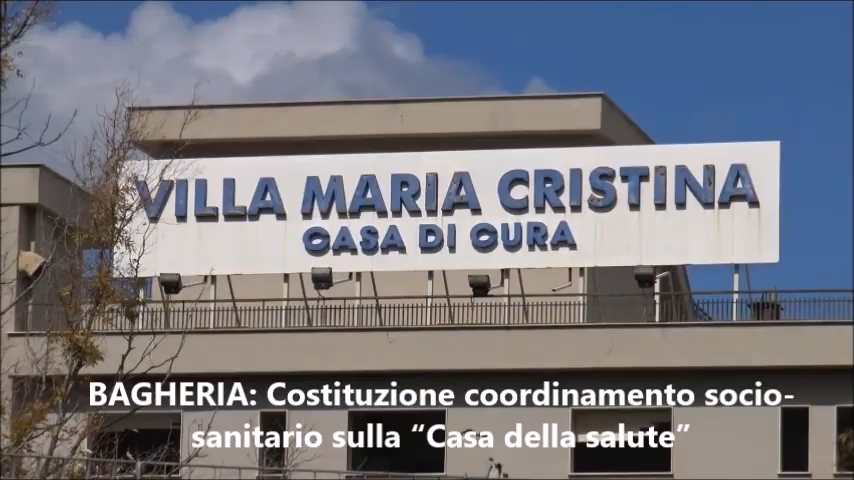 VILLA MARIA CRISTINA
CASA DI CURA
BAGHERIA: Costituzione coordinamento socio-
sanitario sulla “Casa della salute”